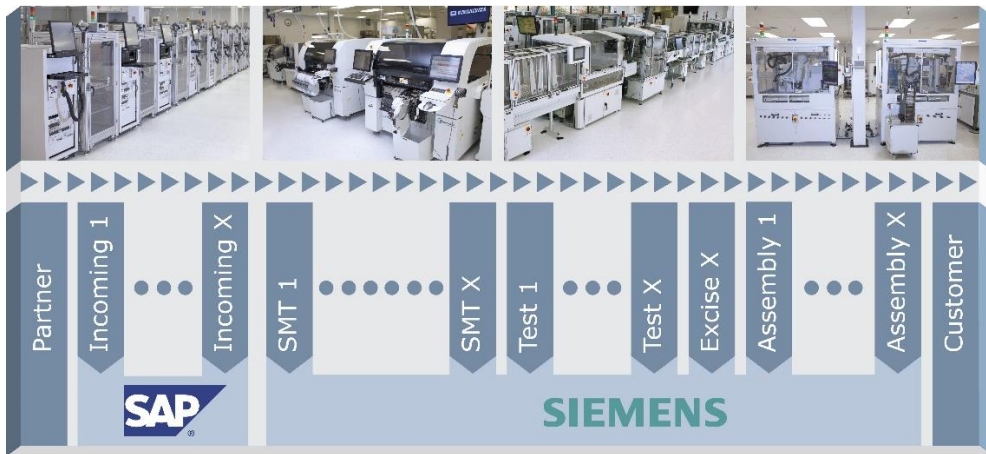 Partner
Incoming 1
Incoming X
SMT 1
SMT X
Test 1
Test X
Excise X
Assembly 1
Assembly X
Customer
SAP
SIEMENS